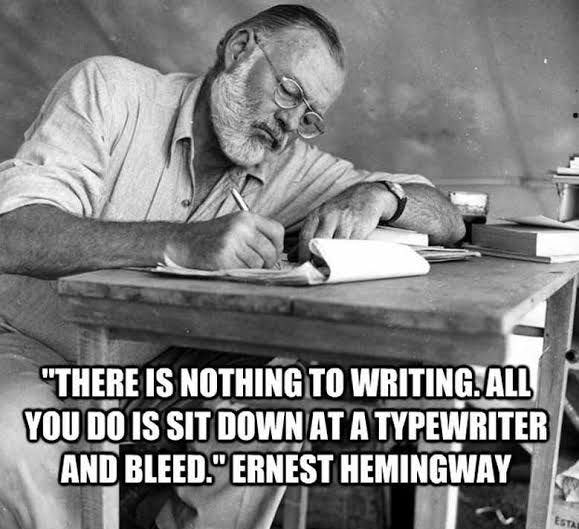 "THERE IS NOTHING TO WRITING. ALL
YOU DO IS SIT DOWN AT A TYPEWRITER
AND BLEED." ERNEST HEMINGWAY